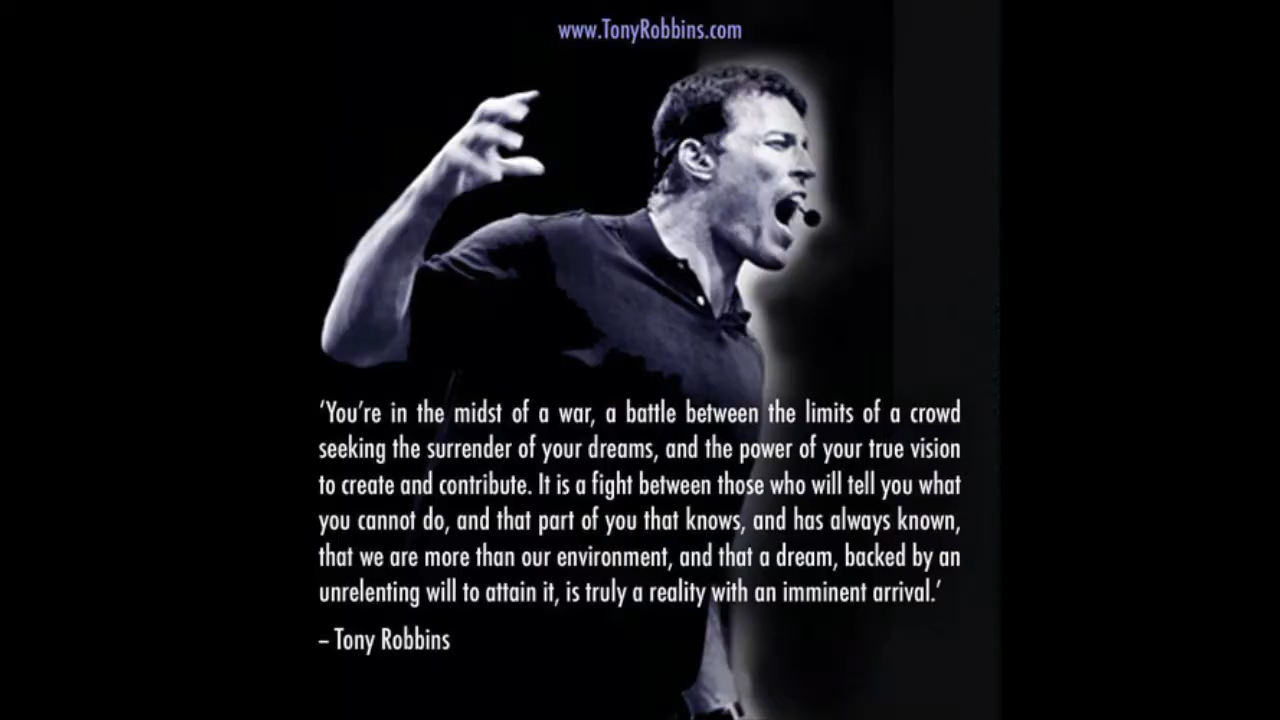 www.TonyRobbins.com
‘You’re in the midst of a war, a battle between the limits of a crowd
seeking the surrender of your dreams, and the power of your true vision
to create and contribute. It is a fight between those who will tell you what
you cannot do, and that part of you that knows, and has always known,
that we are more than our environment, and that a dream, backed by an
unrelenting will to attain it, is truly a reality with an imminent arrival.’
– Tony Robbins